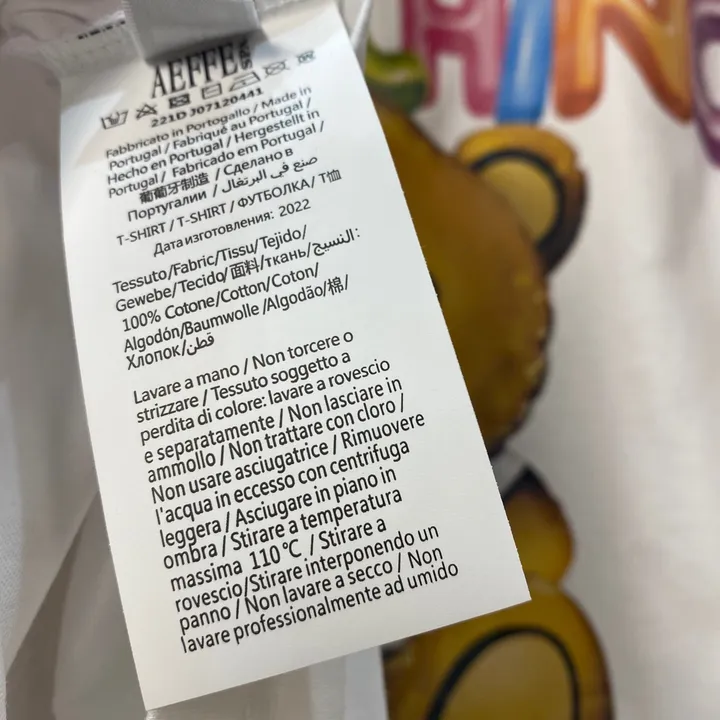 AEFFE SPA
221D J07120441
Fabbricato in Portogallo / Made in
Portugal / Fabriqué au Portugal /
Hecho en Portugal / Hergestellt in
Portugal / Fabricado em Portugal /
葡萄牙制造 / Сделано в
Португалии / صنع في البرتغال
T-SHIRT / T-SHIRT / ФУТБОЛКА / T恤
Дата изготовления: 2022
Tessuto/Fabric/Tissu/Tejido/
Gewebe/Tecido/面料/ткань/النسيج:
100% Cotone/Cotton/Coton/
Algodón/Baumwolle /Algodão/棉/
Хлопок/قطن
Lavare a mano / Non torcere o
strizzare / Tessuto soggetto a
perdita di colore: lavare a rovescio
e separatamente / Non lasciare in
ammollo / Non trattare con cloro /
Non usare asciugatrice / Rimuovere
l'acqua in eccesso con centrifuga
leggera / Asciugare in piano in
ombra / Stirare a temperatura
massima 110 °C / Stirare a
rovescio/Stirare interponendo un
panno / Non lavare a secco / Non
lavare professionalmente ad umido
HINO